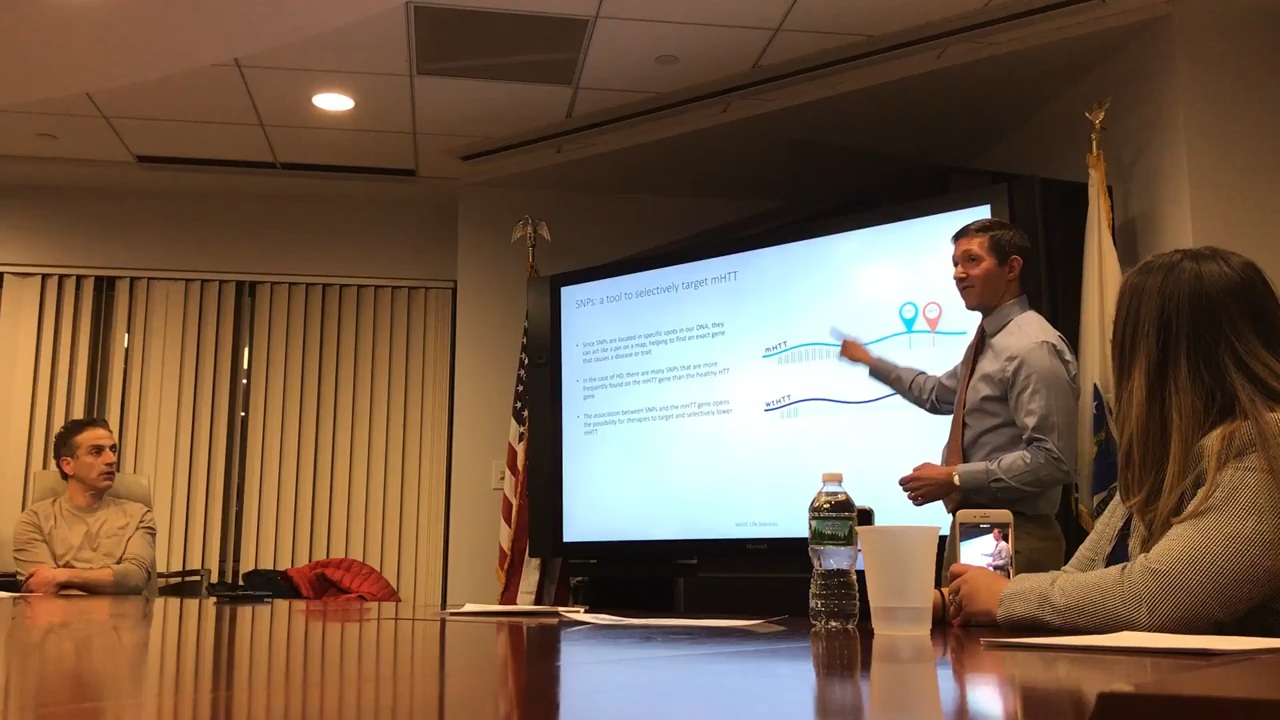 SNPs: a tool to selectively target mHTT
• Since SNPs are located in specific spots in our DNA, they
can act like a pin on a map, helping to find an exact gene
that causes a disease or trait
• In the case of HD, there are many SNPs that are more
frequently found on the mHTT gene than the healthy HTT
gene
• The association between SNPs and the mHTT gene opens
the possibility for therapies to target and selectively lower
mHTT
mHTT
wtHTT
WAVE Life Sciences
Microsoft